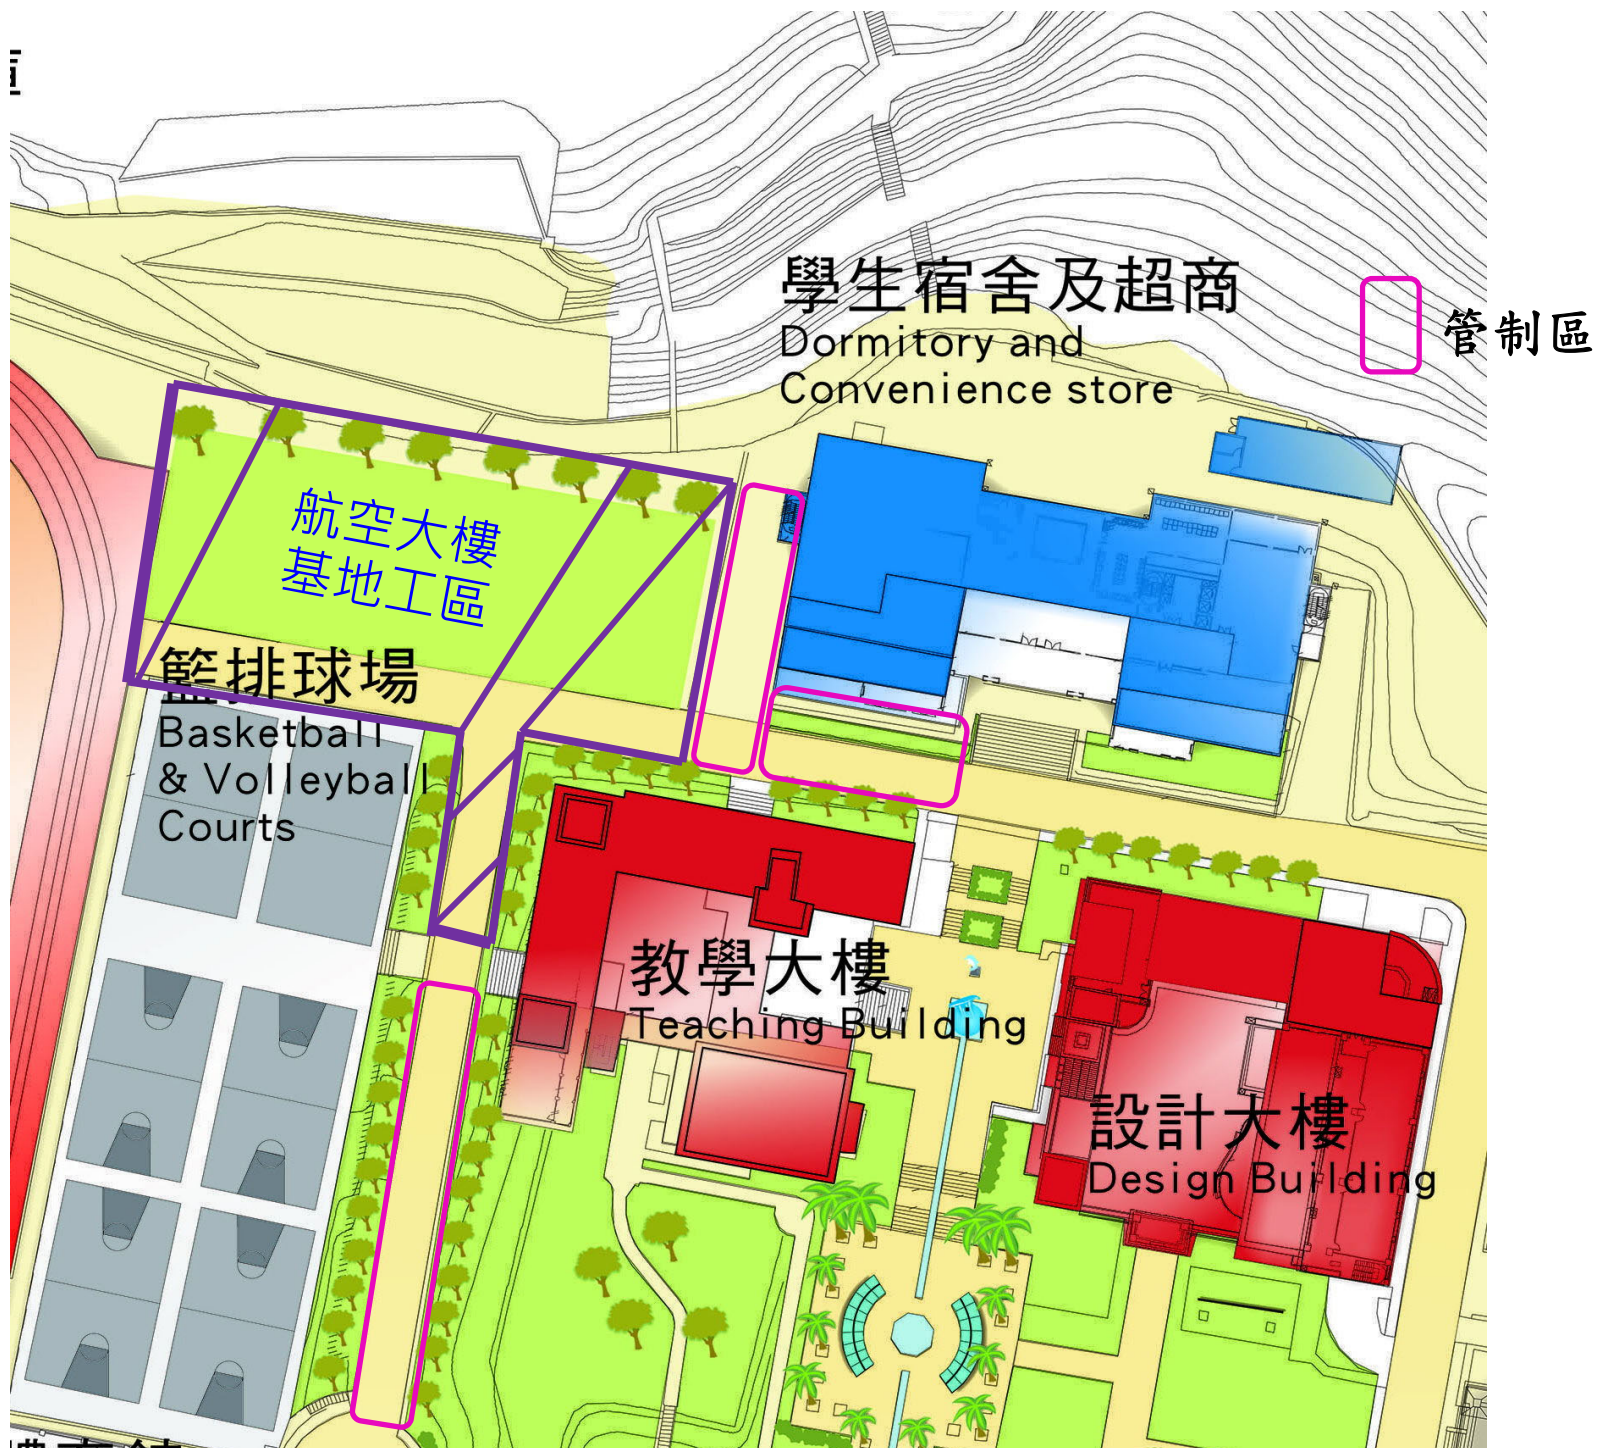 學生宿舍及超商
Dormitory and
Convenience store
管制區
航空大樓
基地工區
籃排球場
Basketball
& Volleyball
Courts
教學大樓
Teaching Building
設計大樓
Design Building